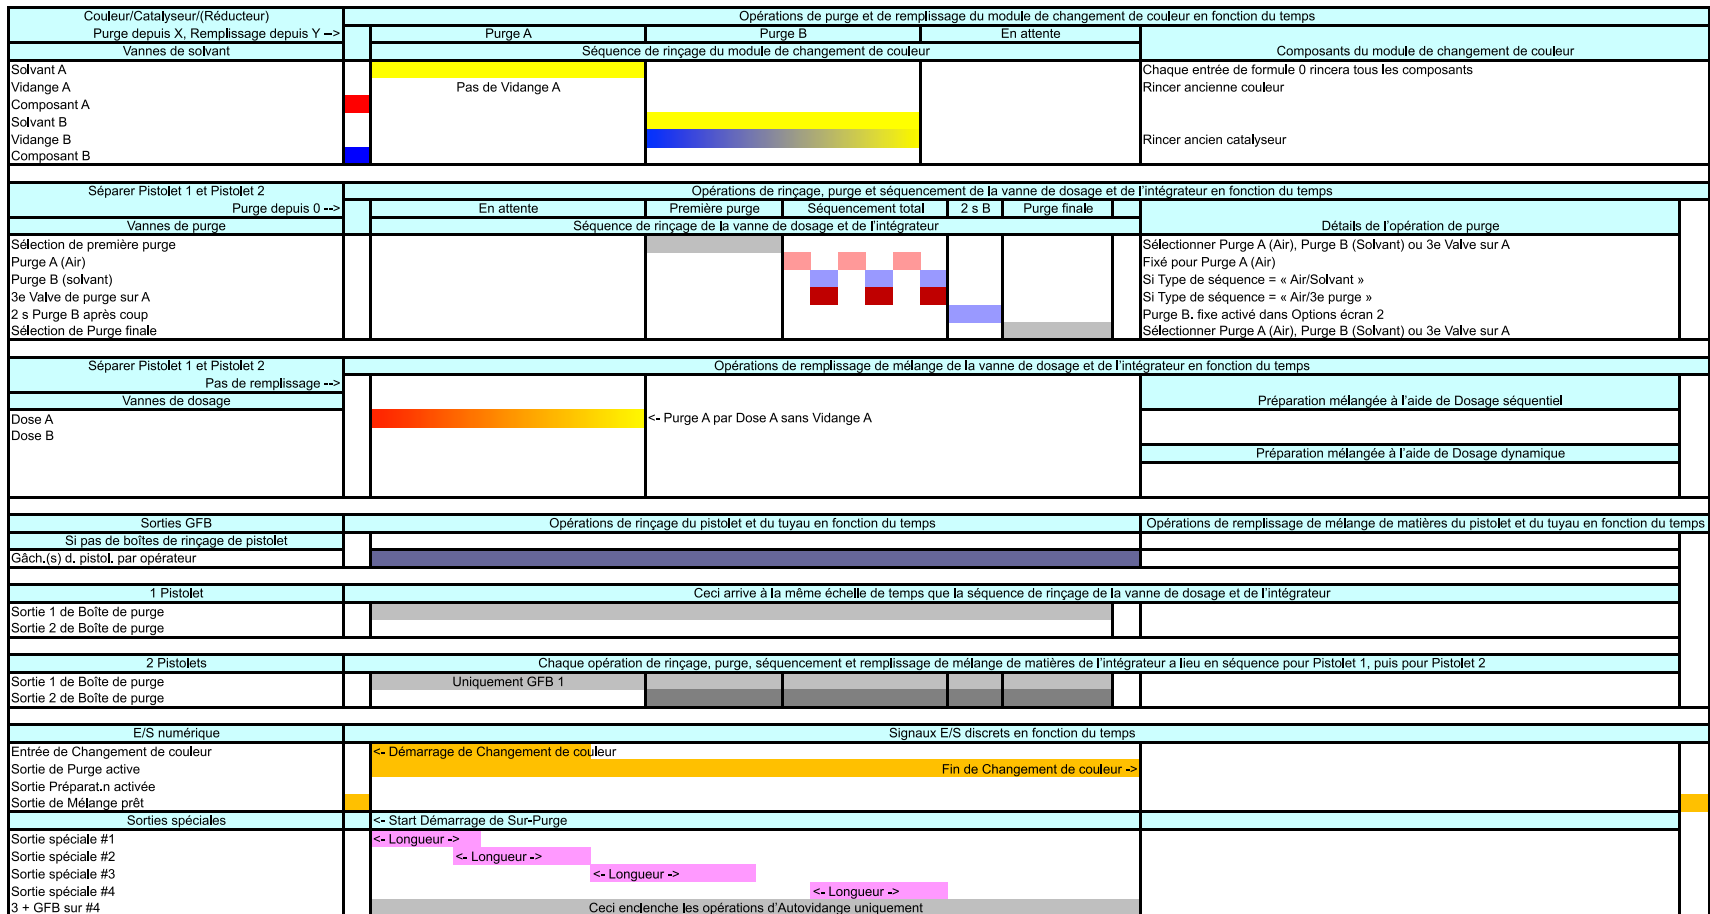 Couleur/Catalyseur/(Réducteur)
Opérations de purge et de remplissage du module de changement de couleur en fonction du temps
Purge depuis X, Remplissage depuis Y -->
Purge A
Purge B
En attente
Composants du module de changement de couleur
Vannes de solvant
Séquence de rinçage du module de changement de couleur
Solvant A
Chaque entrée de formule 0 rincera tous les composants
Vidange A
Pas de Vidange A
Rincer ancienne couleur
Composant A
Solvant B
Vidange B
Rincer ancien catalyseur
Composant B
Séparer Pistolet 1 et Pistolet 2
Opérations de rinçage, purge et séquencement de la vanne de dosage et de l'intégrateur en fonction du temps
Purge depuis 0 -->
En attente
Première purge
Séquencement total
2 s B
Purge finale
Détails de l'opération de purge
Vannes de purge
Séquence de rinçage de la vanne de dosage et de l'intégrateur
Sélection de première purge
Sélectionner Purge A (Air), Purge B (Solvant) ou 3e Valve sur A
Purge A (Air)
Fixé pour Purge A (Air)
Purge B (solvant)
Si Type de séquence = « Air/Solvant »
3e Valve de purge sur A
Si Type de séquence = « Air/3e purge »
2 s Purge B après coup
Purge B. fixe activé dans Options écran 2
Sélection de Purge finale
Sélectionner Purge A (Air), Purge B (Solvant) ou 3e Valve sur A
Séparer Pistolet 1 et Pistolet 2
Opérations de remplissage de mélange de la vanne de dosage et de l'intégrateur en fonction du temps
Pas de remplissage -->
Vannes de dosage
Préparation mélangée à l'aide de Dosage séquentiel
Dose A
<- Purge A par Dose A sans Vidange A
Dose B
Préparation mélangée à l'aide de Dosage dynamique
Sorties GFB
Opérations de rinçage du pistolet et du tuyau en fonction du temps
Opérations de remplissage de mélange de matières du pistolet et du tuyau en fonction du temps
Si pas de boîtes de rinçage de pistolet
Gâch.(s) d. pistol. par opérateur
1 Pistolet
Ceci arrive à la même échelle de temps que la séquence de rinçage de la vanne de dosage et de l'intégrateur
Sortie 1 de Boîte de purge
Sortie 2 de Boîte de purge
2 Pistolets
Chaque opération de rinçage, purge, séquencement et remplissage de mélange de matières de l'intégrateur a lieu en séquence pour Pistolet 1, puis pour Pistolet 2
Sortie 1 de Boîte de purge
Uniquement GFB 1
Sortie 2 de Boîte de purge
E/S numérique
Signaux E/S discrets en fonction du temps
Entrée de Changement de couleur
<- Démarrage de Changement de couleur
Sortie de Purge active
Fin de Changement de couleur ->
Sortie Préparat.n activée
Sortie de Mélange prêt
Sorties spéciales
<- Start Démarrage de Sur-Purge
Sortie spéciale #1
<- Longueur ->
Sortie spéciale #2
<- Longueur ->
Sortie spéciale #3
<- Longueur ->
Sortie spéciale #4
<- Longueur ->
3 + GFB sur #4
Ceci enclenche les opérations d'Autovidange uniquement